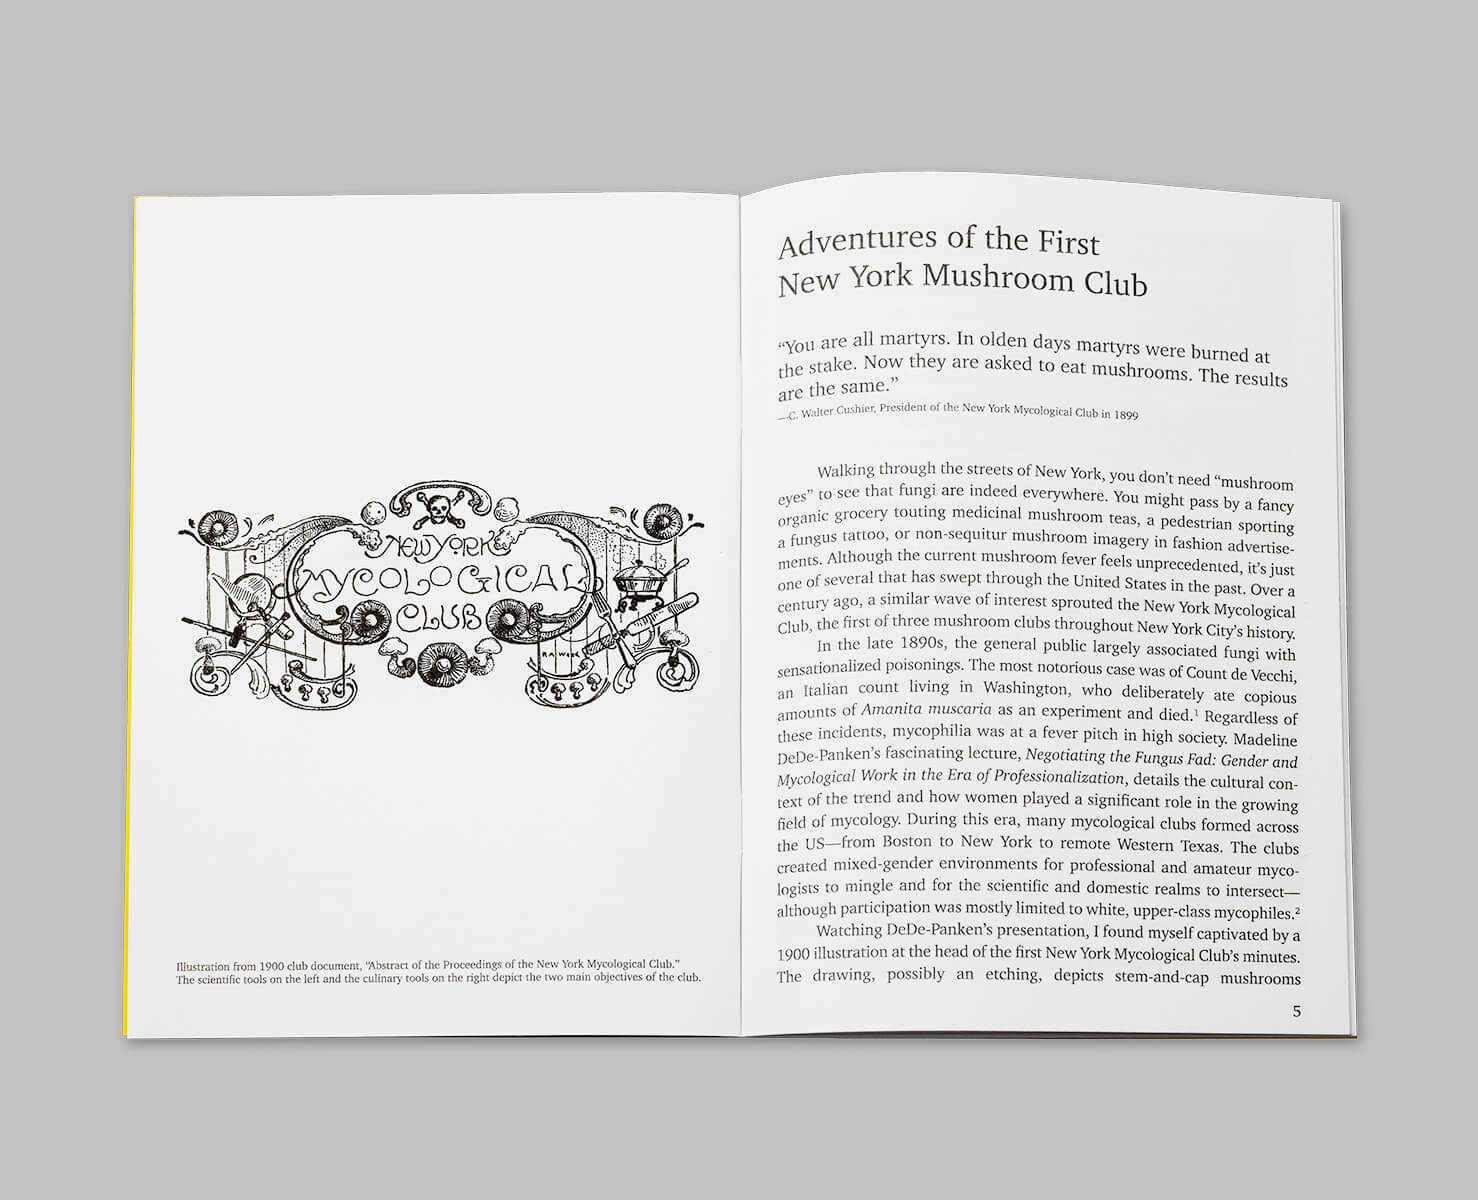 NEW YORK
MYCOLOGICAL
CLUB
Illustration from 1900 club document, “Abstract of the Proceedings of the New York Mycological Club.”
The scientific tools on the left and the culinary tools on the right depict the two main objectives of the club.
Adventures of the First
New York Mushroom Club
“You are all martyrs. In olden days martyrs were burned at
the stake. Now they are asked to eat mushrooms. The results
are the same.”
—C. Walter Cushier, President of the New York Mycological Club in 1899
Walking through the streets of New York, you don’t need “mushroom
eyes” to see that fungi are indeed everywhere. You might pass by a fancy
organic grocery touting medicinal mushroom teas, a pedestrian sporting
a fungus tattoo, or non-sequitur mushroom imagery in fashion advertise-
ments. Although the current mushroom fever feels unprecedented, it’s just
one of several that has swept through the United States in the past. Over a
century ago, a similar wave of interest sprouted the New York Mycological
Club, the first of three mushroom clubs throughout New York City’s history.
In the late 1890s, the general public largely associated fungi with
sensationalized poisonings. The most notorious case was of Count de Vecchi,
an Italian count living in Washington, who deliberately ate copious
amounts of Amanita muscaria as an experiment and died.¹ Regardless of
these incidents, mycophilia was at a fever pitch in high society. Madeline
DeDe-Panken’s fascinating lecture, Negotiating the Fungus Fad: Gender and
Mycological Work in the Era of Professionalization, details the cultural con-
text of the trend and how women played a significant role in the growing
field of mycology. During this era, many mycological clubs formed across
the US—from Boston to New York to remote Western Texas. The clubs
created mixed-gender environments for professional and amateur myco-
logists to mingle and for the scientific and domestic realms to intersect—
although participation was mostly limited to white, upper-class mycophiles.²
Watching DeDe-Panken’s presentation, I found myself captivated by a
1900 illustration at the head of the first New York Mycological Club’s minutes.
The drawing, possibly an etching, depicts stem-and-cap mushrooms
5